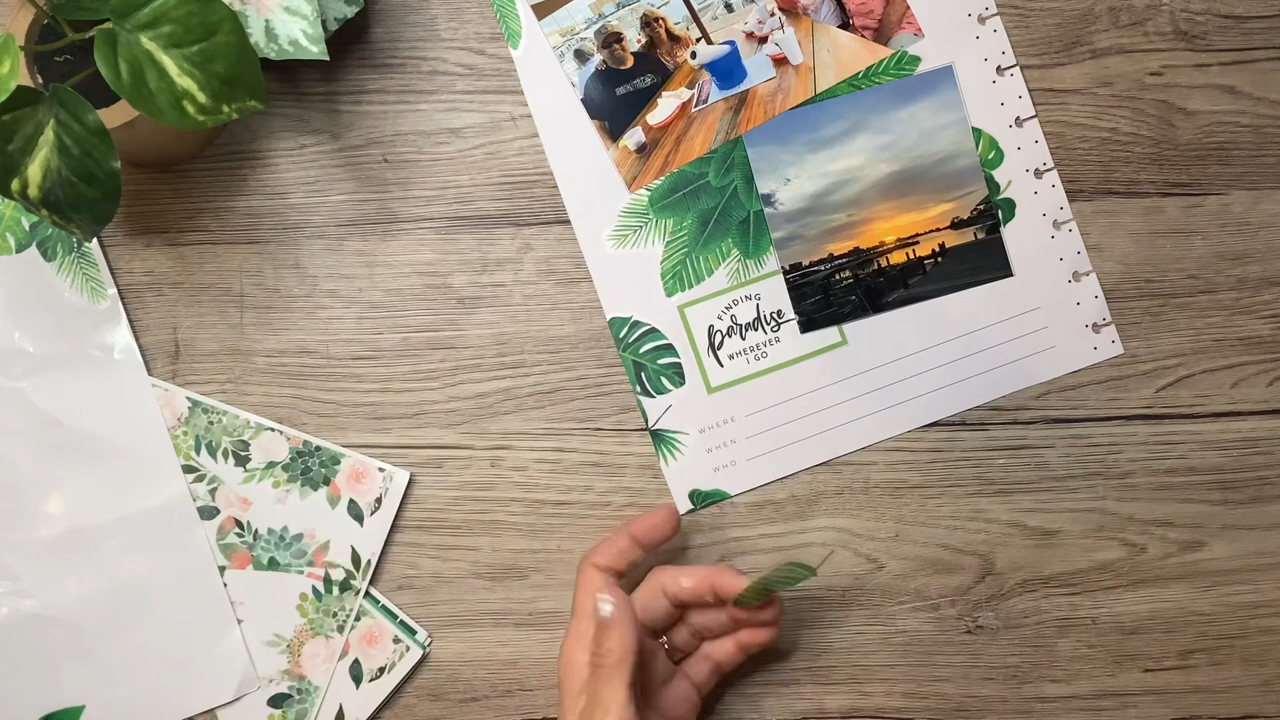 FINDING
paradise
WHEREVER
I GO
WHERE
WHEN
WHO